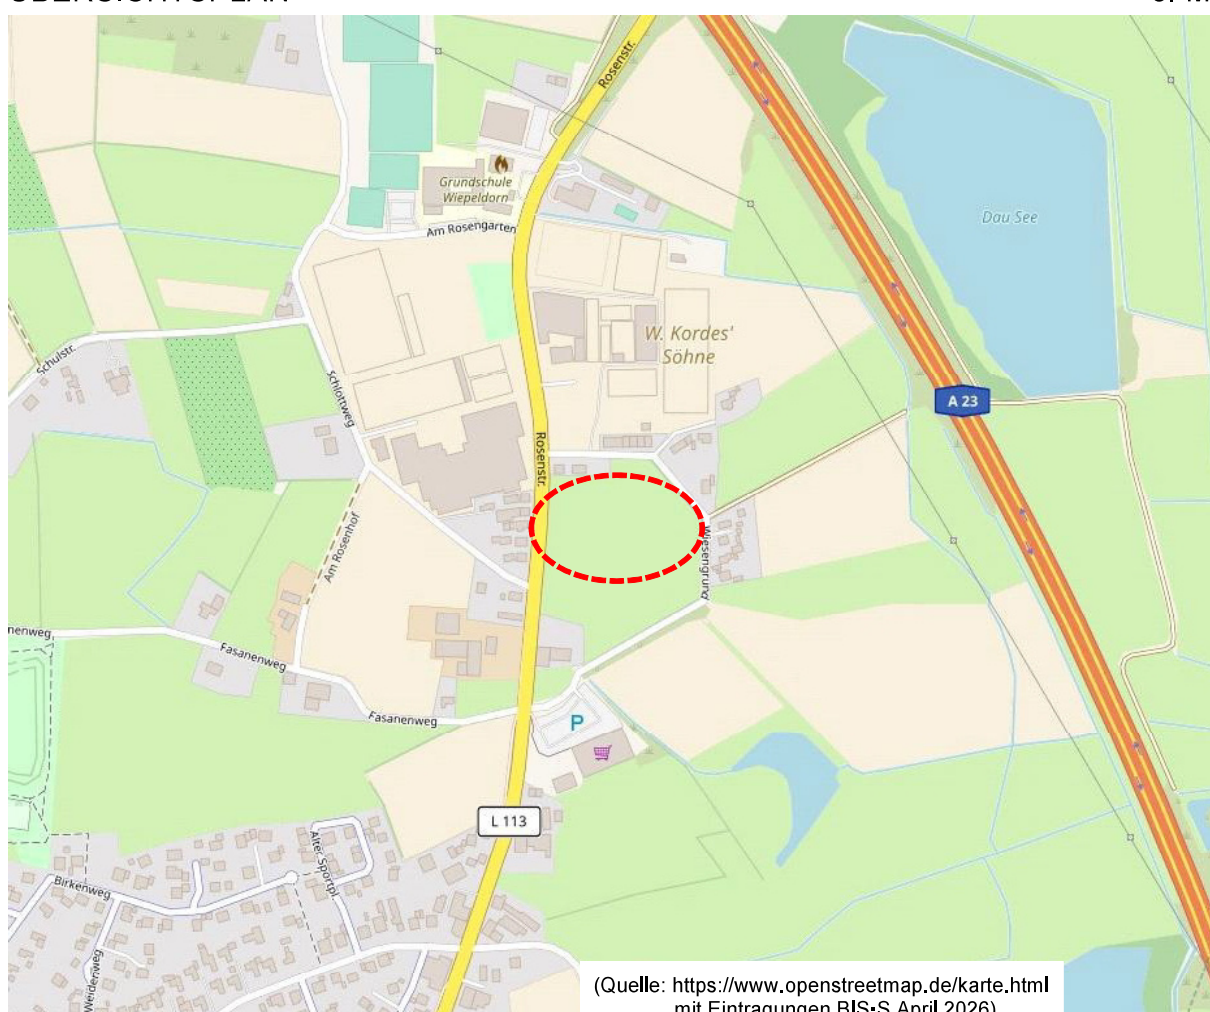 ÜBERSICHTSPLAN
Rosenstr.
Grundschule
Wiepeldorn
Am Rosengarten
Dau See
W. Kordes'
Söhne
Schulstr.
Schlottweg
A 23
Rosenstr.
Am Rosenhof
Wiesengrund
nenweg
Fasanenweg
Fasanenweg
P
L 113
Alter Sportpl.
Birkenweg
Weidenweg
(Quelle: https://www.openstreetmap.de/karte.html
mit Eintragungen BIS•S April 2026)